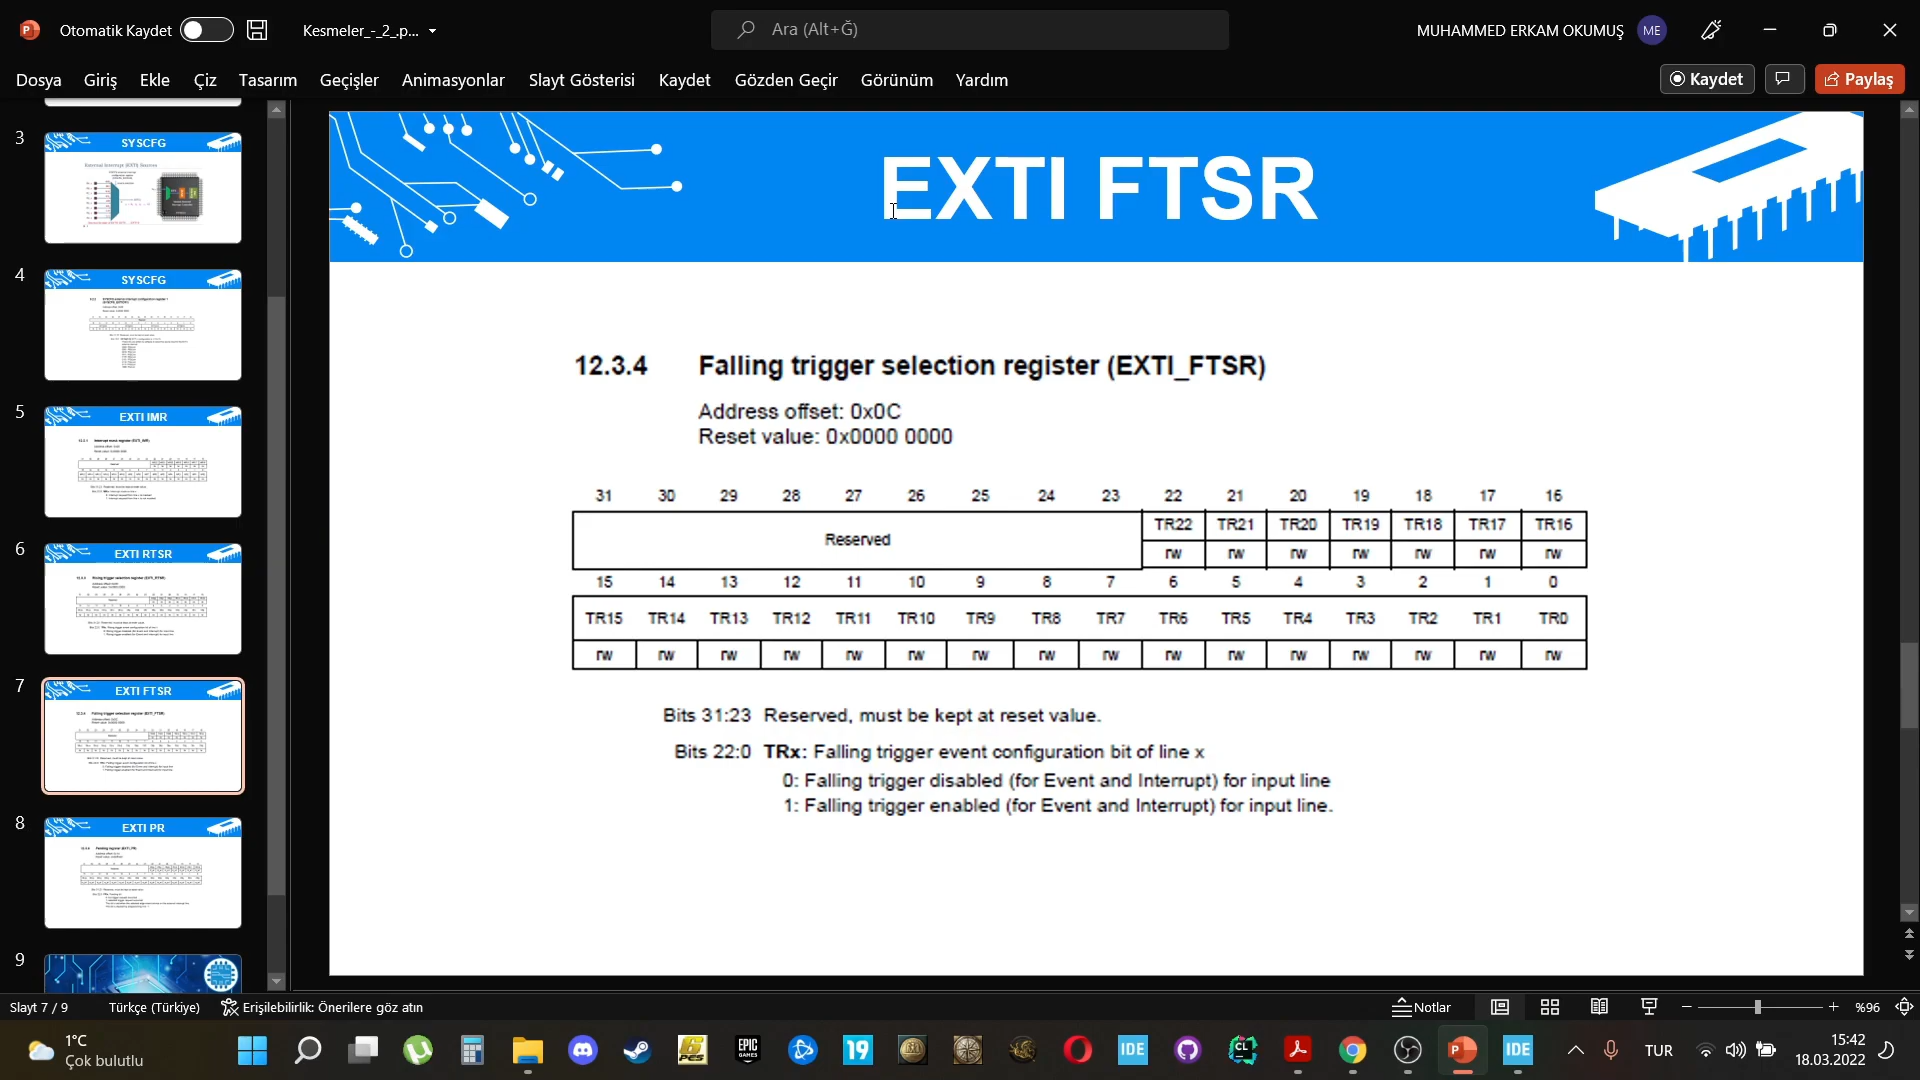 Otomatik Kaydet
Kesmeler_-_2_.p...
Ara (Alt+Ğ)
MUHAMMED ERKAM OKUMUŞ
ME
Dosya Giriş Ekle Çiz Tasarım Geçişler Animasyonlar Slayt Gösterisi Kaydet Gözden Geçir Görünüm Yardım
Kaydet
Paylaş
3
SYSCFG
4
SYSCFG
5
EXTI IMR
6
EXTI RTSR
7
EXTI FTSR
8
EXTI PR
9
EXTI FTSR
12.3.4 Falling trigger selection register (EXTI_FTSR)
Address offset: 0x0C
Reset value: 0x0000 0000
31 30 29 28 27 26 25 24 23 22 21 20 19 18 17 16
Reserved TR22 TR21 TR20 TR19 TR18 TR17 TR16
rw rw rw rw rw rw rw
15 14 13 12 11 10 9 8 7 6 5 4 3 2 1 0
TR15 TR14 TR13 TR12 TR11 TR10 TR9 TR8 TR7 TR6 TR5 TR4 TR3 TR2 TR1 TR0
rw rw rw rw rw rw rw rw rw rw rw rw rw rw rw rw
Bits 31:23 Reserved, must be kept at reset value.
Bits 22:0 TRx: Falling trigger event configuration bit of line x
0: Falling trigger disabled (for Event and Interrupt) for input line
1: Falling trigger enabled (for Event and Interrupt) for input line.
Slayt 7 / 9
Türkçe (Türkiye)
Erişilebilirlik: Önerilere göz atın
Notlar
%96
1°C
Çok bulutlu
6
PES
EPIC
GAMES
19
IDE
CL
P
IDE
TUR
15:42
18.03.2022